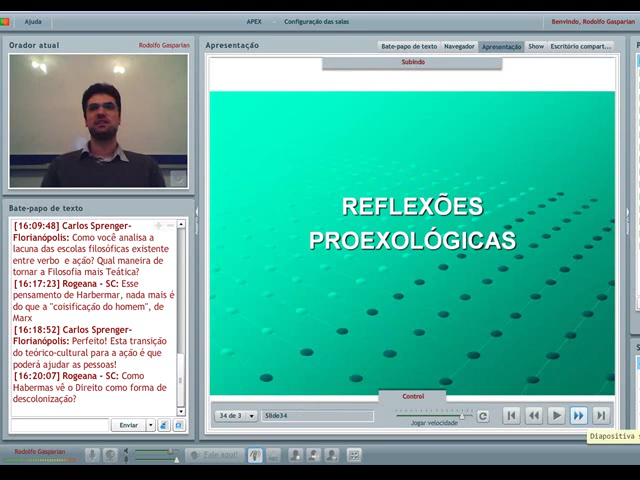 Ajuda
APEX - Configuração das salas
Benvindo, Rodolfo Gasparian
Orador atual
Rodolfo Gasparian
Apresentação
Bate-papo de texto
Navegador
Apresentação
Show
Escritório compart...
Subindo
REFLEXÕES
PROEXOLÓGICAS
Bate-papo de texto
[16:09:48] Carlos Sprenger-
Florianópolis: Como você analisa a
lacuna das escolas filosóficas existente
entre verbo e ação? Qual maneira de
tornar a Filosofia mais Teática?
[16:17:23] Rogeana - SC: Esse
pensamento de Harbermar, nada mais é
do que a "coisificação do homem", de
Marx
[16:18:52] Carlos Sprenger-
Florianópolis: Perfeito! Esta transição
do teórico-cultural para a ação é que
poderá ajudar as pessoas!
[16:20:07] Rogeana - SC: Como
Habermas vê o Direito como forma de
descolonização?
Enviar
Control
34 de 3
Slide34
Jogar velocidade
Diapositiva s
Rodolfo Gasparian
Fale aqui!